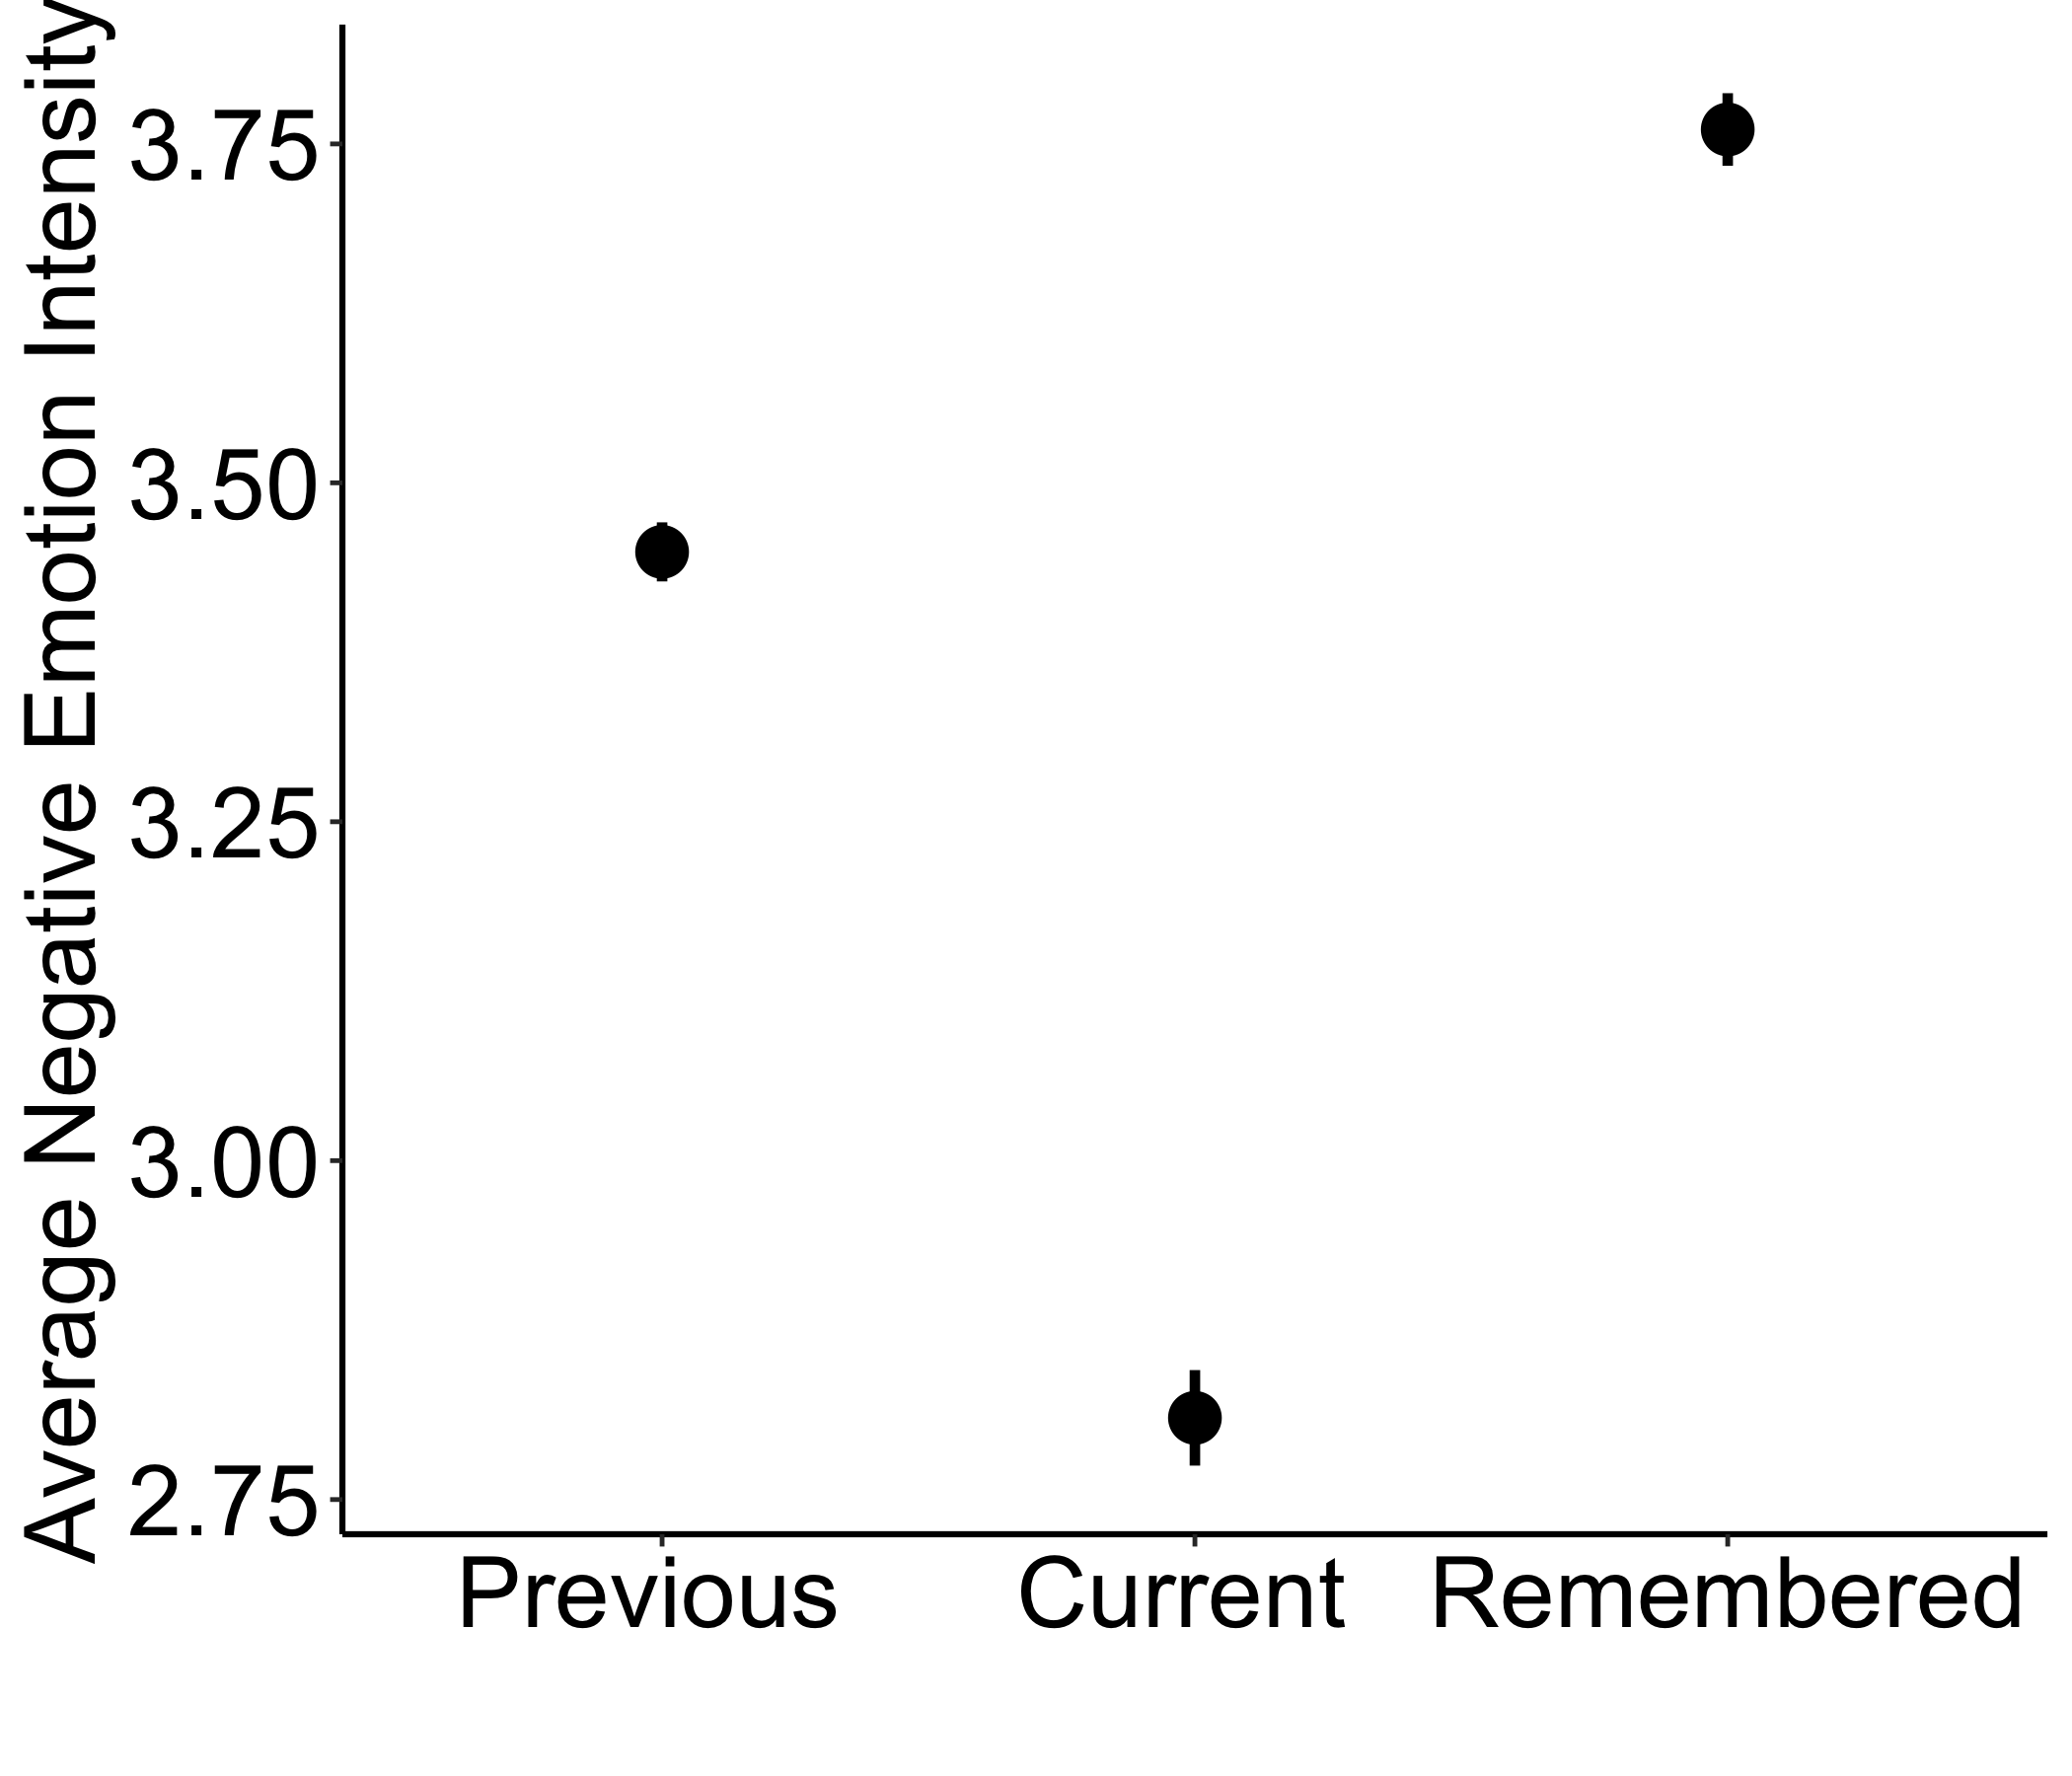 Average Negative Emotion Intensity
3.75
3.50
3.25
3.00
2.75
Previous Current Remembered